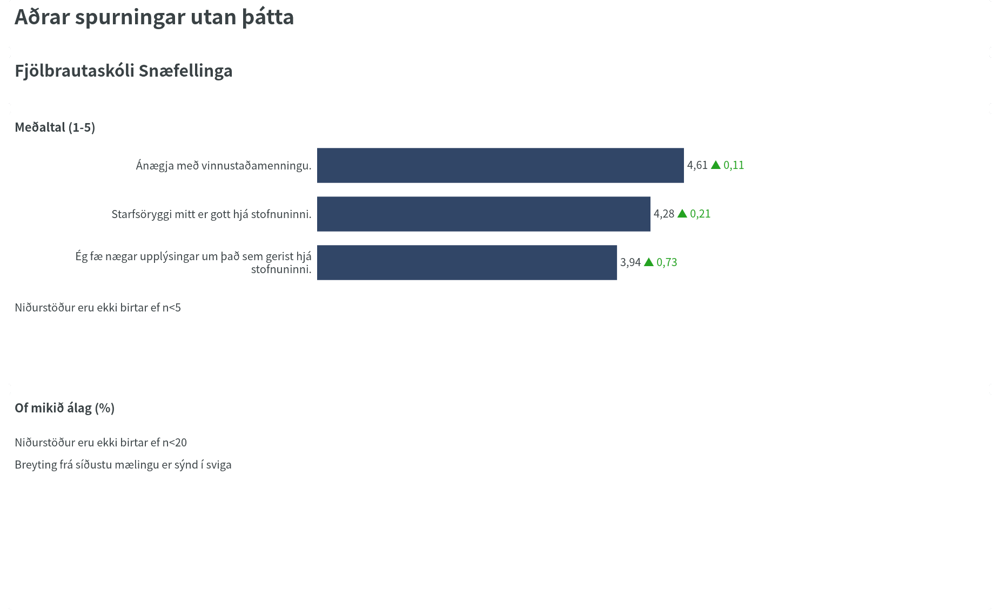 Aðrar spurningar utan þátta
Fjölbrautaskóli Snæfellinga
Meðaltal (1-5)
Ánægja með vinnustaðamenningu.
4,61 ▲ 0,11
Starfsöryggi mitt er gott hjá stofnuninni.
4,28 ▲ 0,21
Ég fæ nægar upplýsingar um það sem gerist hjá
stofnuninni.
3,94 ▲ 0,73
Niðurstöður eru ekki birtar ef n<5
Of mikið álag (%)
Niðurstöður eru ekki birtar ef n<20
Breyting frá síðustu mælingu er sýnd í sviga